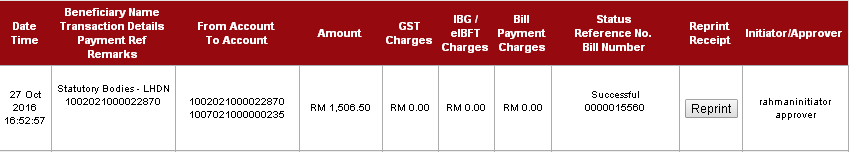 Date
Time
Beneficiary Name
Transaction Details
Payment Ref
Remarks
From Account
To Account
Amount
GST
Charges
IBG /
eIBFT
Charges
Bill
Payment
Charges
Status
Reference No.
Bill Number
Reprint
Receipt
Initiator/Approver
27 Oct
2016
16:52:57
Statutory Bodies - LHDN
1002021000022870
1002021000022870
1007021000000235
RM 1,506.50
RM 0.00
RM 0.00
RM 0.00
Successful
0000015560
Reprint
rahmaninitiator
approver